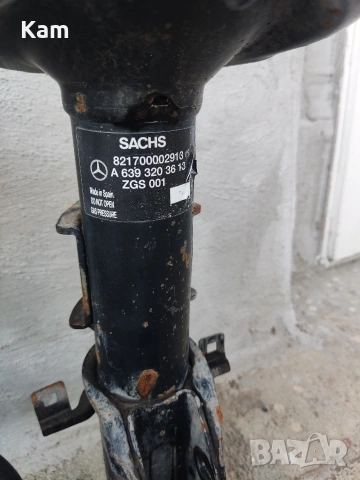 Kam
SACHS
821700002913
A 639 320 36 13
ZGS 001
Made in Spain
DO NOT OPEN
GAS PRESSURE
BAZAR